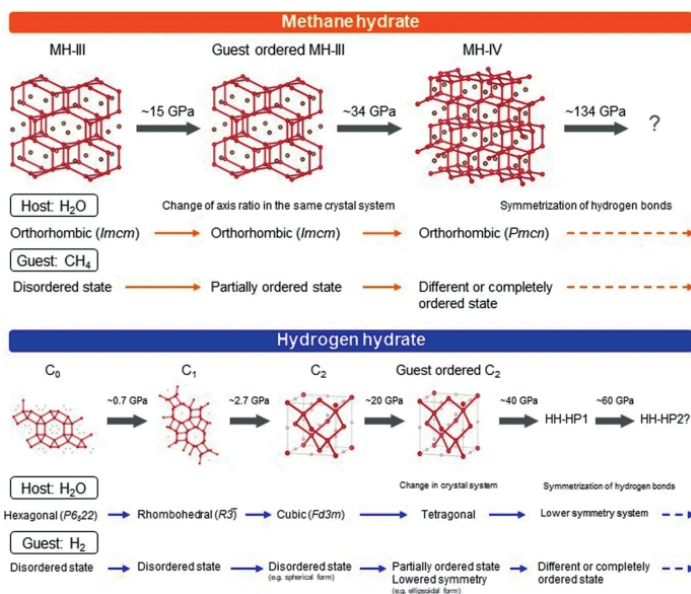 Methane hydrate
MH-III Guest ordered MH-III MH-IV
~15 GPa ~34 GPa ~134 GPa ?
Host: H₂O Change of axis ratio in the same crystal system Symmetrization of hydrogen bonds
Orthorhombic (Imcm) Orthorhombic (Imcm) Orthorhombic (Pmcn)
Guest: CH₄
Disordered state Partially ordered state Different or completely
ordered state
Hydrogen hydrate
C₀ C₁ C₂ Guest ordered C₂
~0.7 GPa ~2.7 GPa ~20 GPa ~40 GPa ~60 GPa
HH-HP1 HH-HP2?
Host: H₂O Change in crystal system Symmetrization of hydrogen bonds
Hexagonal Rhombohedral (R3̅) Cubic (Fd3m) Tetragonal Lower symmetry system
Guest: H₂
Disordered state Disordered state Disordered state Partially ordered state Different or completely
(e.g. spherical form) Lowered symmetry ordered state
(e.g. ellipsoidal form)